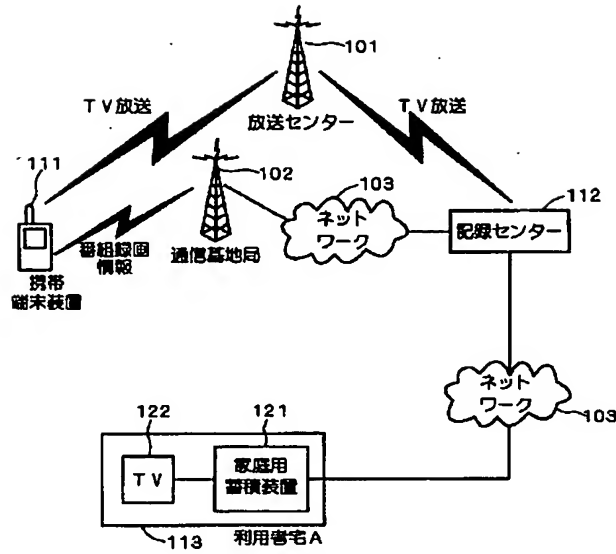 101
放送センター
TV放送
TV放送
111
102
103
112
ネット
ワーク
記録センター
番組録画
情報
通信基地局
携帯
端末装置
ネット
ワーク
103
122
121
TV
家庭用
蓄積装置
113
利用者宅A